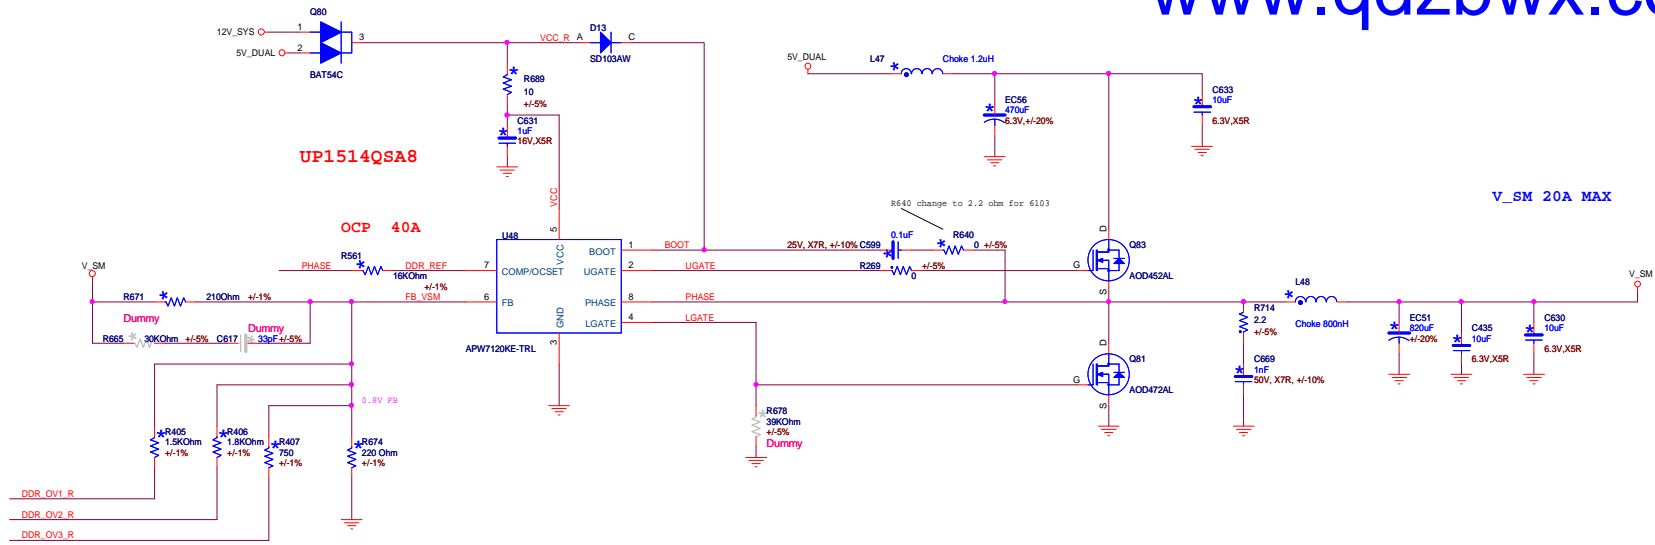 www.qdzbwx.co
Q80
12V_SYS
1
3
5V_DUAL
2
BAT54C
VCC_R
A
D13
C
SD103AW
R689
10
+/-5%
C631
1uF
16V,X5R
5V_DUAL
L47
Choke 1.2uH
EC56
470uF
6.3V,+/-20%
C633
10uF
6.3V,X5R
UP1514QSA8
V_SM 20A MAX
OCP 40A
R640 change to 2.2 ohm for 6103
VCC
5
U48
VCC
BOOT
1
BOOT
25V, X7R, +/-10%
C599
0.1uF
R640
0
+/-5%
R561
PHASE
16KOhm
+/-1%
DDR_REF
7
COMP/OCSET
UGATE
2
UGATE
R269
0
+/-5%
G
D
Q83
AOD452AL
S
V_SM
R671
210Ohm
+/-1%
FB_VSM
6
FB
PHASE
8
PHASE
GND
LGATE
4
LGATE
3
APW7120KE-TRL
Dummy
R665
30KOhm
+/-5%
C617
Dummy
33pF
+/-5%
R714
2.2
+/-5%
L48
Choke 800nH
V_SM
EC51
820uF
+/-20%
C435
10uF
6.3V,X5R
C630
10uF
6.3V,X5R
D
Q81
G
AOD472AL
S
C669
1nF
50V, X7R, +/-10%
0.8V FB
R678
39KOhm
+/-5%
Dummy
R405
1.5KOhm
+/-1%
R406
1.8KOhm
+/-1%
R407
750
+/-1%
R674
220 Ohm
+/-1%
DDR_OV1_R
DDR_OV2_R
DDR_OV3_R